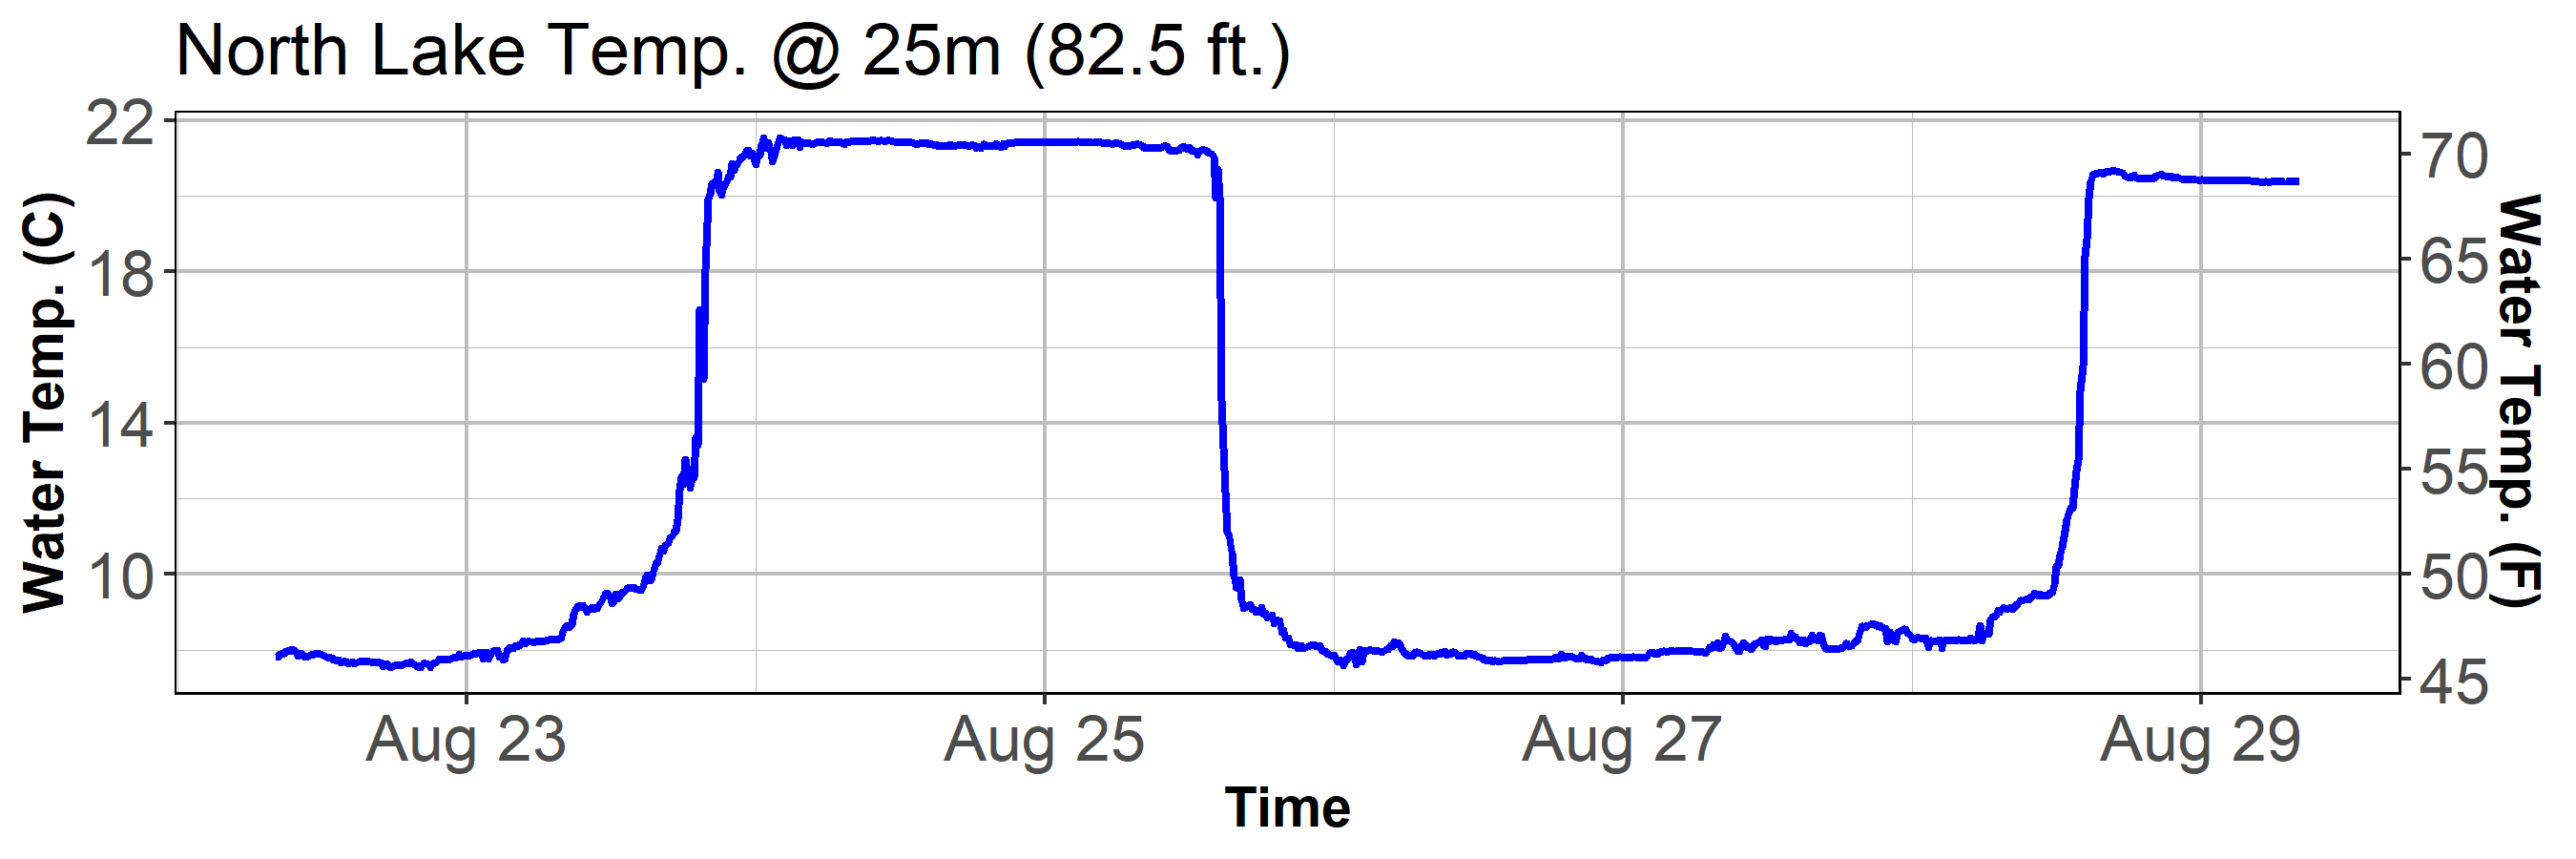 North Lake Temp. @ 25m (82.5 ft.)
Water Temp. (C)
22
18
14
10
70
65
60
55
50
45
Water Temp. (F)
Aug 23
Aug 25
Aug 27
Aug 29
Time